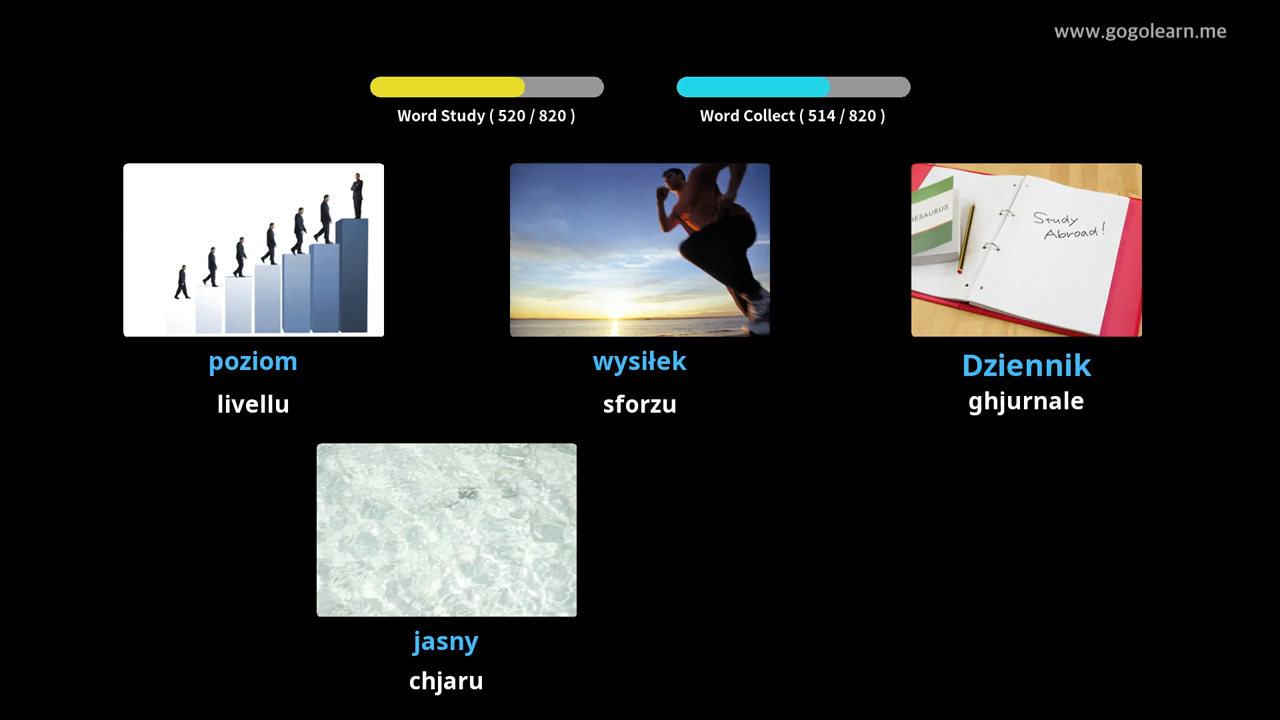 www.gogolearn.me
Word Study ( 520 / 820 )
Word Collect ( 514 / 820 )
HESAURUS
Study
Abroad!
poziom
wysiłek
Dziennik
livellu
sforzu
ghjurnale
jasny
chjaru